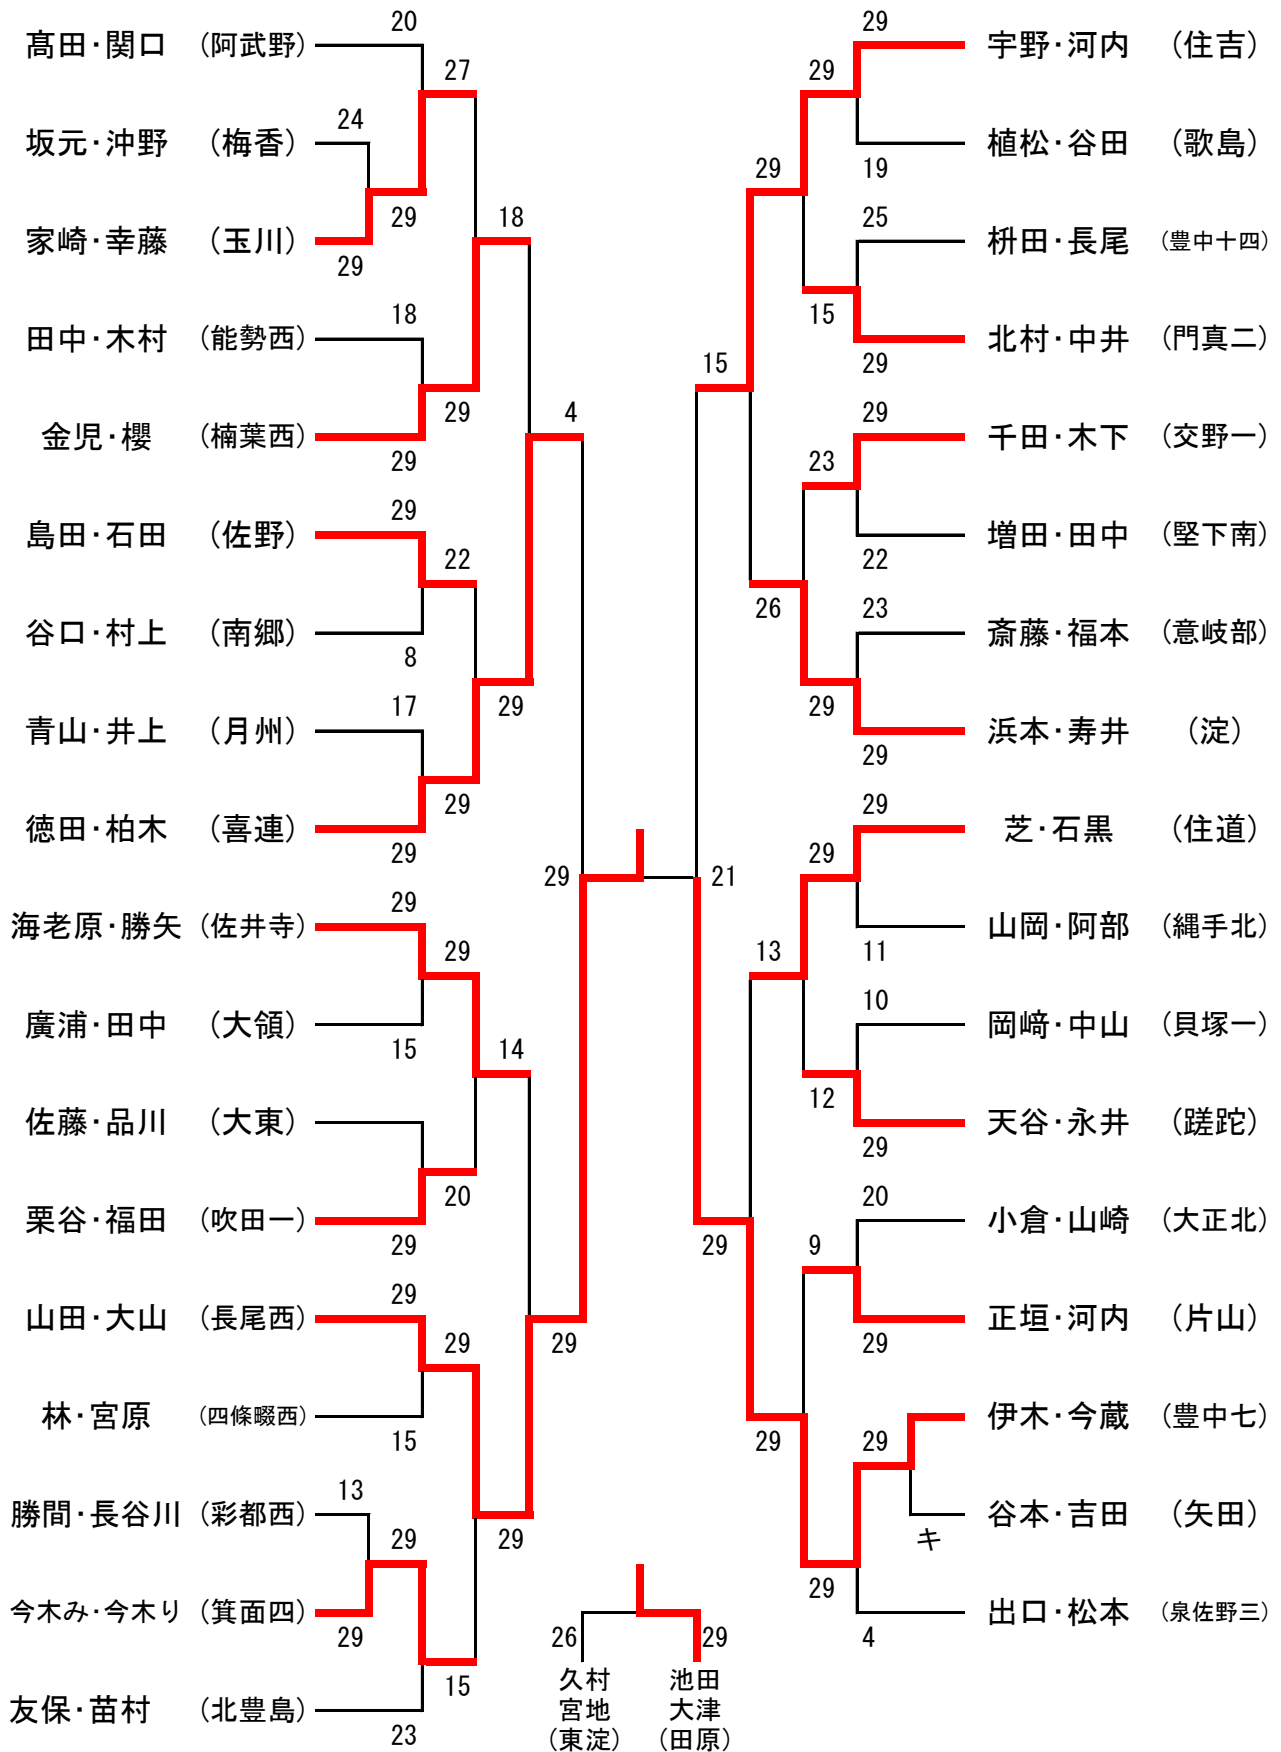 20
髙田・関口 (阿武野)
27
24
坂元・沖野 (梅香)
29
18
家崎・幸藤 (玉川)
29
18
田中・木村 (能勢西)
29
4
金児・櫻 (楠葉西)
29
29
島田・石田 (佐野)
22
谷口・村上 (南郷)
8
17
29
青山・井上 (月州)
29
徳田・柏木 (喜連)
29
29
29
海老原・勝矢 (佐井寺)
29
廣浦・田中 (大領)
15
14
佐藤・品川 (大東)
20
栗谷・福田 (吹田一)
29
29
山田・大山 (長尾西)
29
29
林・宮原 (四條畷西)
15
13
勝間・長谷川 (彩都西)
29
29
今木み・今木り (箕面四)
29
15
友保・苗村 (北豊島)
23
29
宇野・河内 (住吉)
29
植松・谷田 (歌島)
19
29
25
枡田・長尾 (豊中十四)
15
北村・中井 (門真二)
29
15
29
千田・木下 (交野一)
23
増田・田中 (堅下南)
22
26
23
斎藤・福本 (意岐部)
29
浜本・寿井 (淀)
29
29
芝・石黒 (住道)
29
21
山岡・阿部 (縄手北)
11
13
10
岡﨑・中山 (貝塚一)
12
天谷・永井 (蹉跎)
29
20
小倉・山崎 (大正北)
9
29
正垣・河内 (片山)
29
伊木・今蔵 (豊中七)
29
29
谷本・吉田 (矢田)
キ
29
出口・松本 (泉佐野三)
4
26 29
久村 池田
宮地 大津
(東淀) (田原)